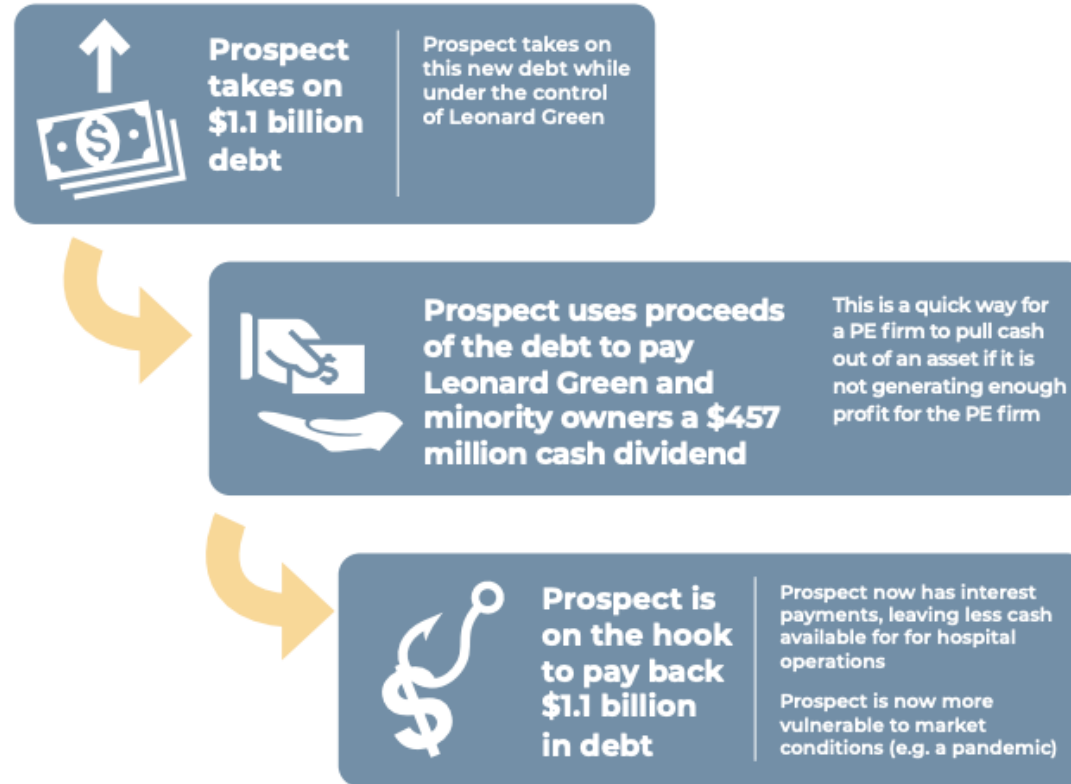 Prospect
takes on
$1.1 billion
debt
Prospect takes on
this new debt while
under the control
of Leonard Green
$
Prospect uses proceeds
of the debt to pay
Leonard Green and
minority owners a $457
million cash dividend
This is a quick way for
a PE firm to pull cash
out of an asset if it is
not generating enough
profit for the PE firm
$
Prospect is
on the hook
to pay back
$1.1 billion
in debt
Prospect now has interest
payments, leaving less cash
available for for hospital
operations
Prospect is now more
vulnerable to market
conditions (e.g. a pandemic)
$